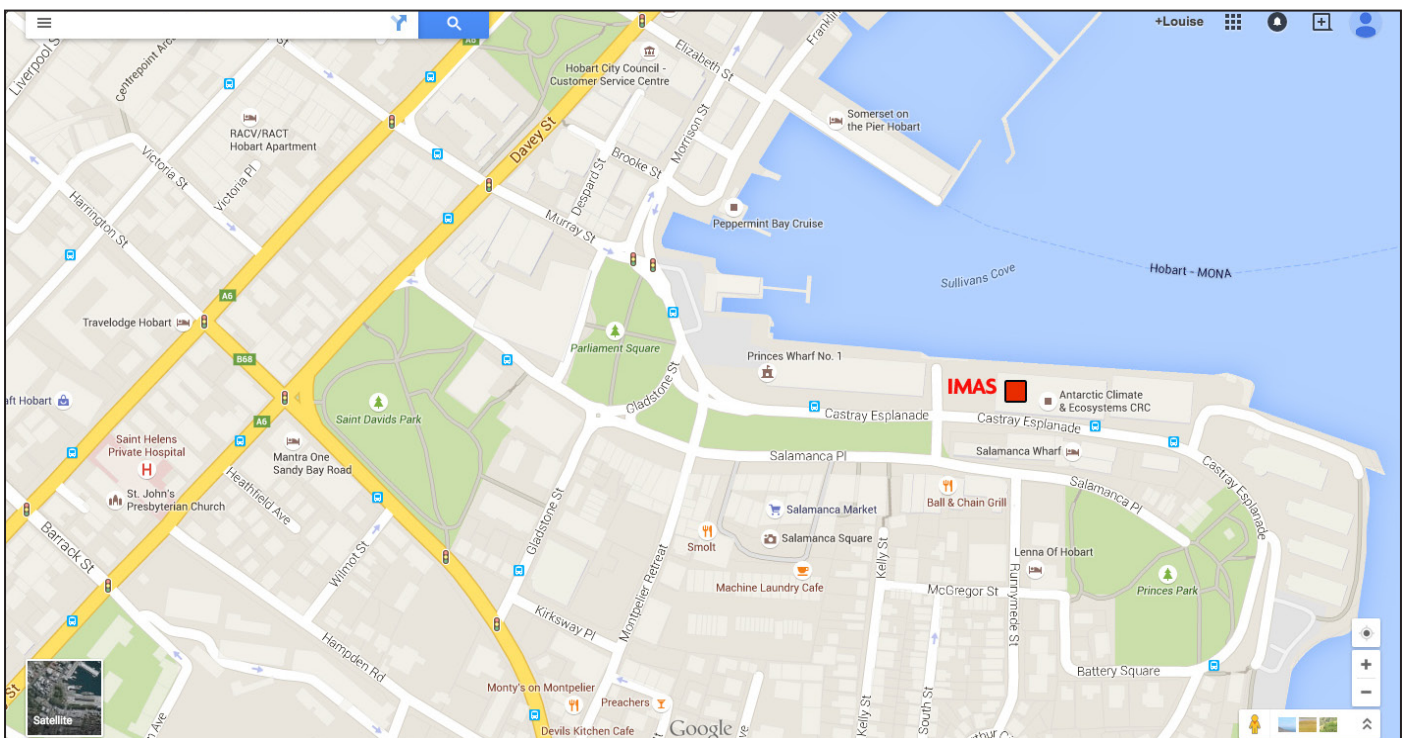 +Louise
Liverpool S
Centrepoint Arc
A6
Elizabeth St
Franklin
Hobart City Council -
Customer Service Centre
Somerset on
the Pier Hobart
RACV/RACT
Hobart Apartment
Davey St
Morrison St
Brooke St
Despard St
Victoria St
Victoria Pl
Harrington St
Murray St
Peppermint Bay Cruise
Sullivans Cove
Hobart - MONA
A6
Travelodge Hobart
B68
Parliament Square
Princes Wharf No. 1
IMAS
Antarctic Climate
& Ecosystems CRC
Gladstone St
aft Hobart
Saint Davids Park
Castray Esplanade
Castray Esplanade
A6
Saint Helens
Private Hospital
H
Mantra One
Sandy Bay Road
Salamanca Pl
Salamanca Wharf
Castray Esplanade
Heathfield Ave
St. John's
Presbyterian Church
Salamanca Pl
Ball & Chain Grill
Salamanca Market
Salamanca Square
Smolt
Gladstone St
Barrack St
Wilmot St
Kelly St
Lenna Of Hobart
Machine Laundry Cafe
McGregor St
Runnymede St
Princes Park
Montpelier Retreat
Kirksway Pl
Hampden Rd
Battery Square
Satellite
St
Ave
Monty's on Montpelier
Preachers
Devils Kitchen Cafe
Google
Kelly St
South St
thur C